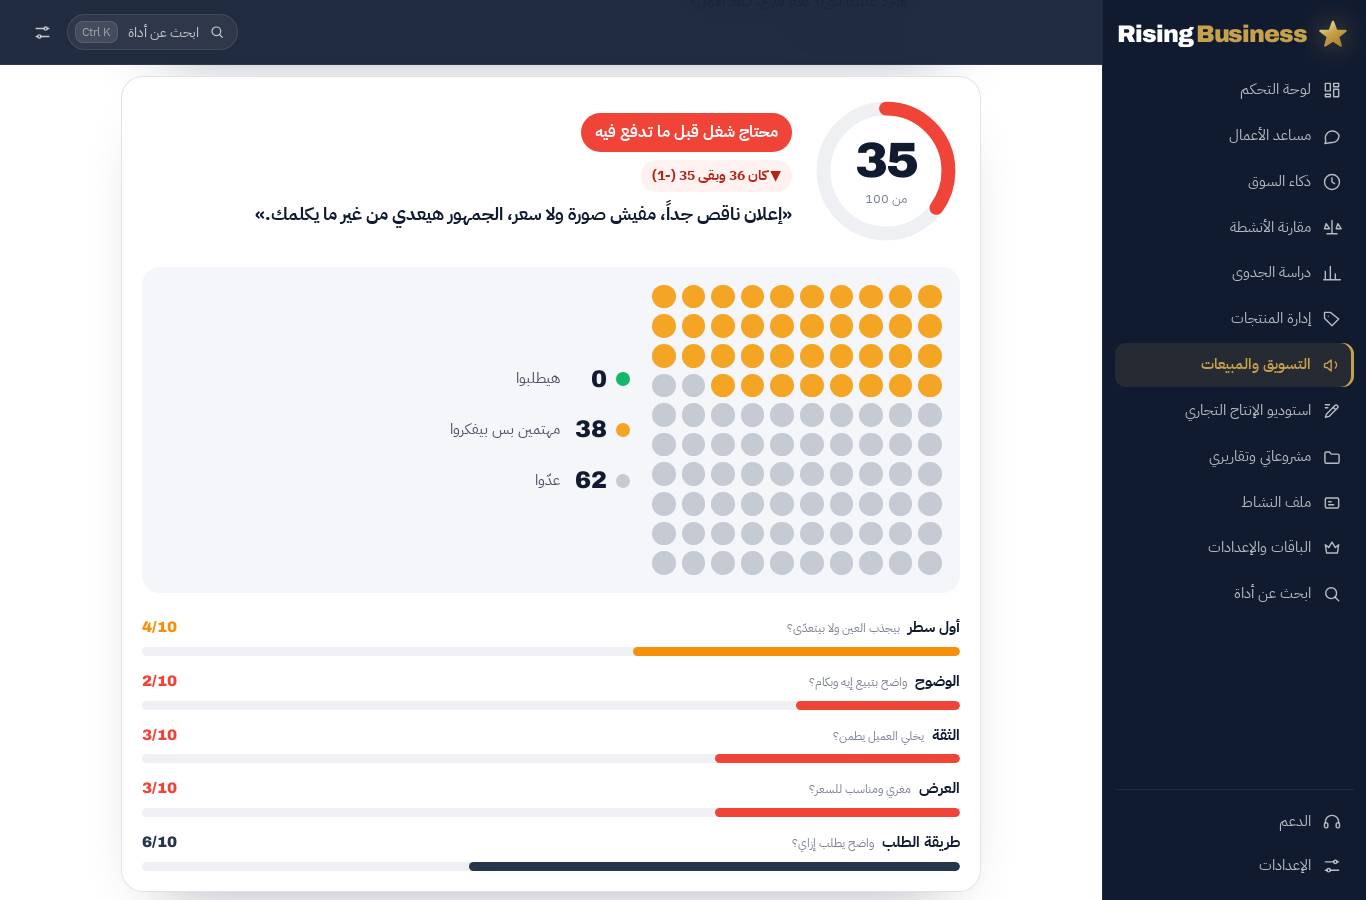 Rising Business
لوحة التحكم
مساعد الأعمال
ذكاء السوق
مقارنة الأنشطة
دراسة الجدوى
إدارة المنتجات
التسويق والمبيعات
استوديو الإنتاج التجاري
مشروعاتي وتقاريري
ملف النشاط
الباقات والإعدادات
ابحث عن أداة
الدعم
الإعدادات
ابحث عن أداة Ctrl K
35
من 100
محتاج شغل قبل ما تدفع فيه
▼ كان 36 وبقى 35 (-1)
«إعلان ناقص جداً، مفيش صورة ولا سعر، الجمهور هيعدي من غير ما يكلمك.»
0 هيطلبوا
38 مهتمين بس بيفكروا
62 عدّوا
أول سطر بيجذب العين ولا بيتعدّى؟ 4/10
الوضوح واضح بتبيع إيه وبكام؟ 2/10
الثقة يخلي العميل يطمن؟ 3/10
العرض مغري ومناسب للسعر؟ 3/10
طريقة الطلب واضح يطلب إزاي؟ 6/10